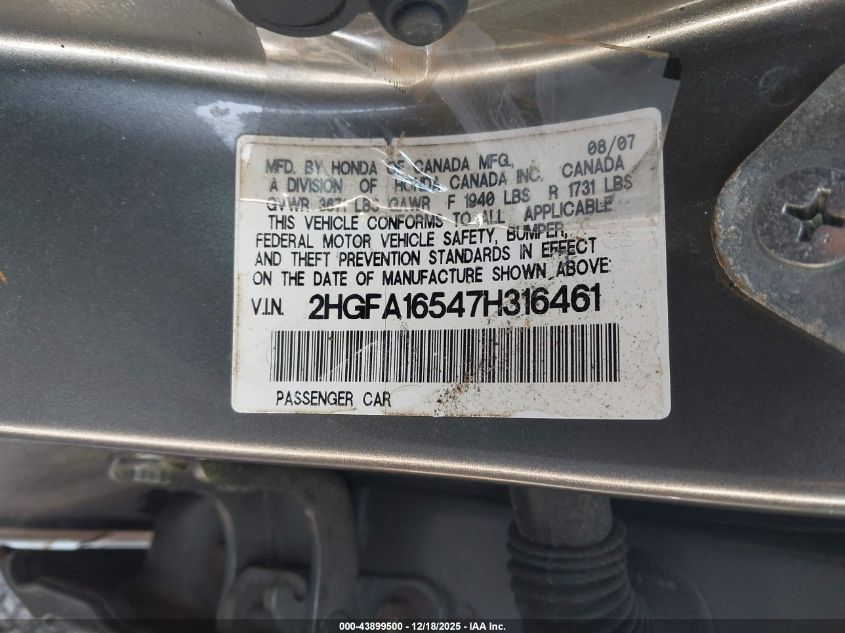 08/07
MFD. BY HONDA OF CANADA MFG., CANADA
A DIVISION OF HONDA CANADA INC.
GVWR 3671 LBS GAWR F 1940 LBS R 1731 LBS
THIS VEHICLE CONFORMS TO ALL APPLICABLE
FEDERAL MOTOR VEHICLE SAFETY, BUMPER,
AND THEFT PREVENTION STANDARDS IN EFFECT
ON THE DATE OF MANUFACTURE SHOWN ABOVE
V.I.N. 2HGFA16547H316461
PASSENGER CAR
000-43899500 - 12/18/2025 - IAA Inc.